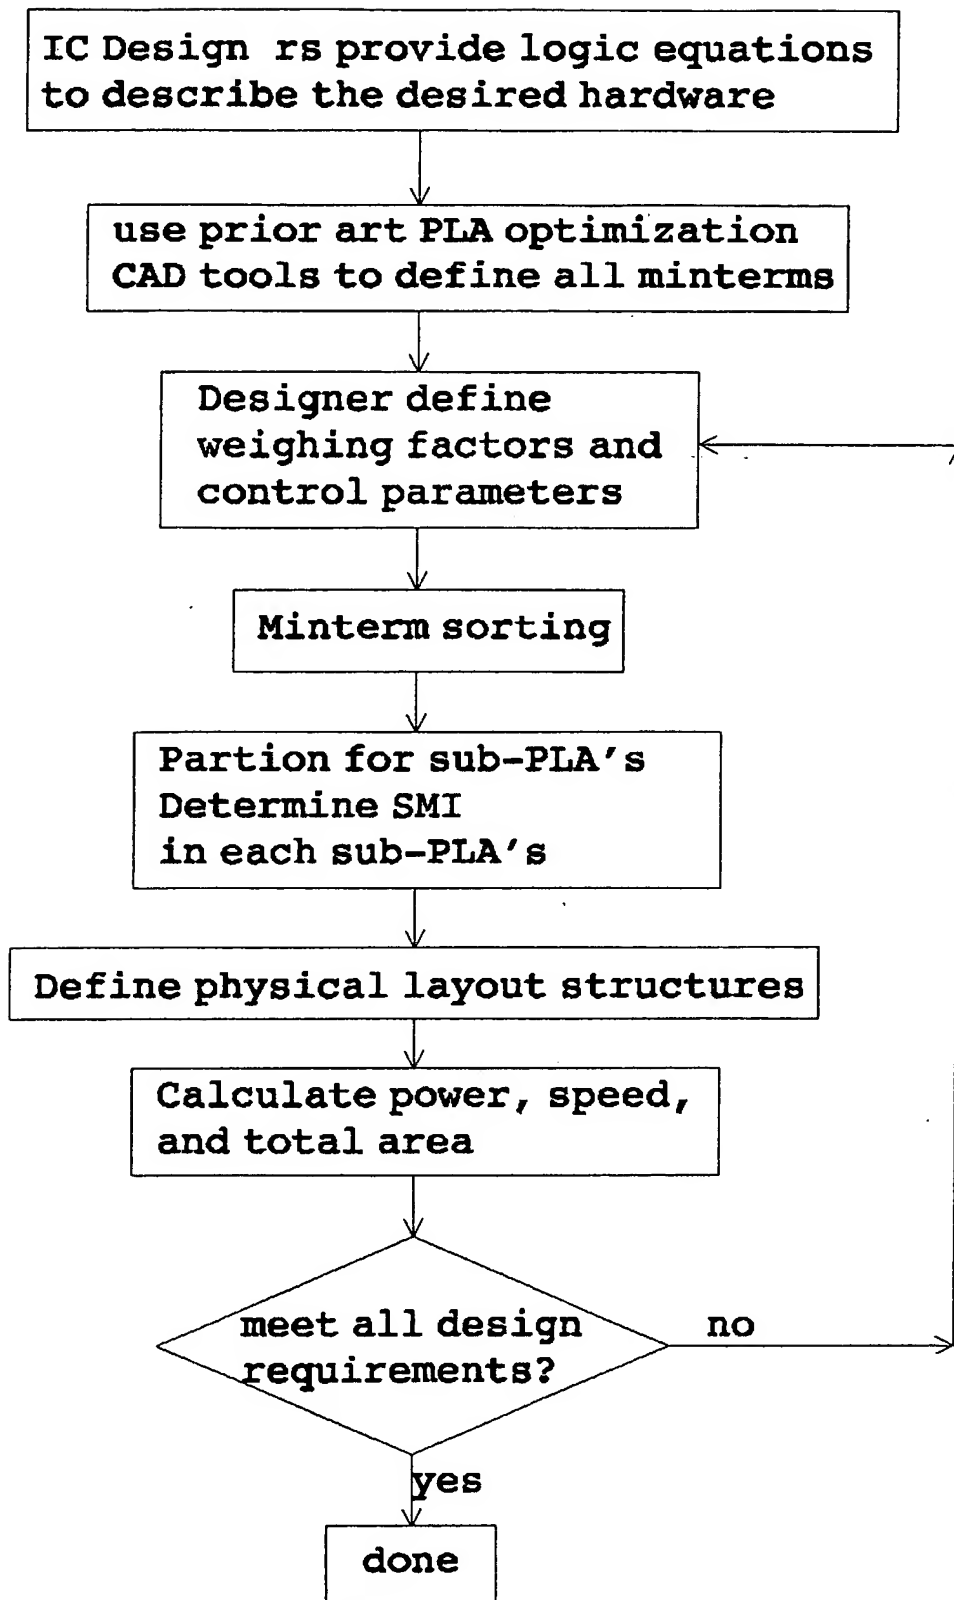 IC Design rs provide logic equations
to describe the desired hardware
use prior art PLA optimization
CAD tools to define all minterms
Designer define
weighing factors and
control parameters
Minterm sorting
Partion for sub-PLA's
Determine SMI
in each sub-PLA's
Define physical layout structures
Calculate power, speed,
and total area
meet all design
requirements?
no
yes
done